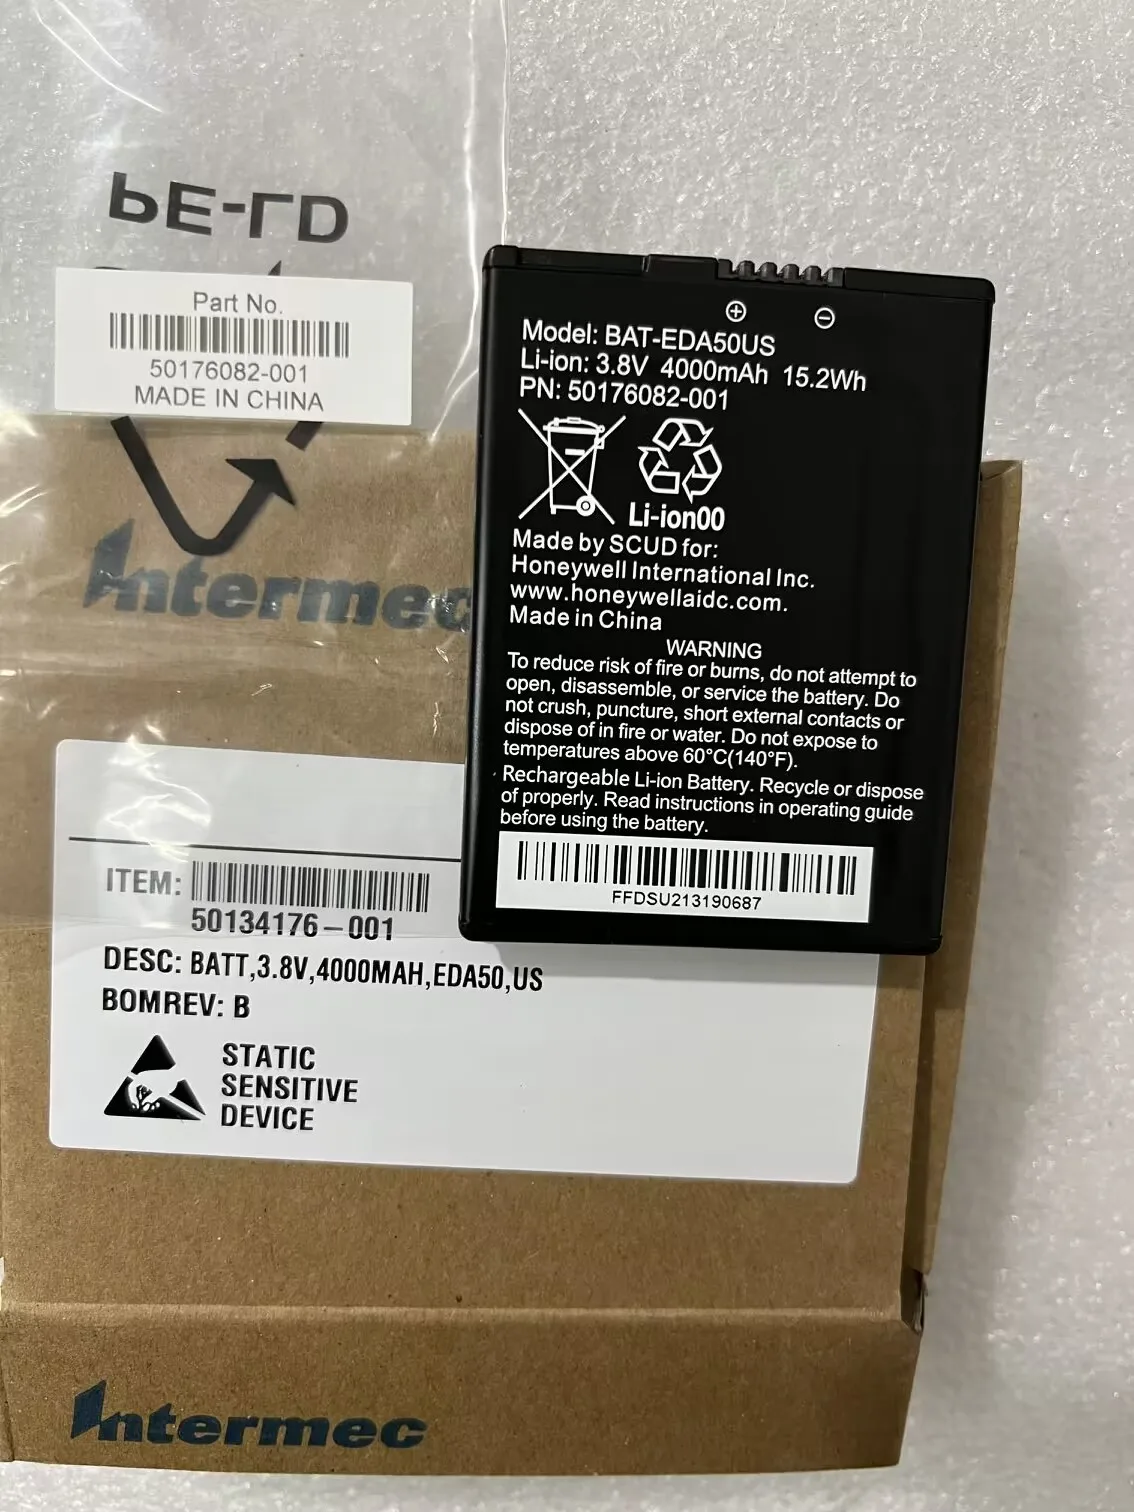 PE-LD
Part No.
50176082-001
MADE IN CHINA
Intermec
Model: BAT-EDA50US
Li-ion: 3.8V 4000mAh 15.2Wh
PN: 50176082-001
Li-ion00
Made by SCUD for:
Honeywell International Inc.
www.honeywellaidc.com.
Made in China
WARNING
To reduce risk of fire or burns, do not attempt to
open, disassemble, or service the battery. Do
not crush, puncture, short external contacts or
dispose of in fire or water. Do not expose to
temperatures above 60°C(140°F).
Rechargeable Li-ion Battery. Recycle or dispose
of properly. Read instructions in operating guide
before using the battery.
FFDSU213190687
ITEM:
50134176-001
DESC: BATT,3.8V,4000MAH,EDA50,US
BOMREV: B
STATIC
SENSITIVE
DEVICE
Intermec